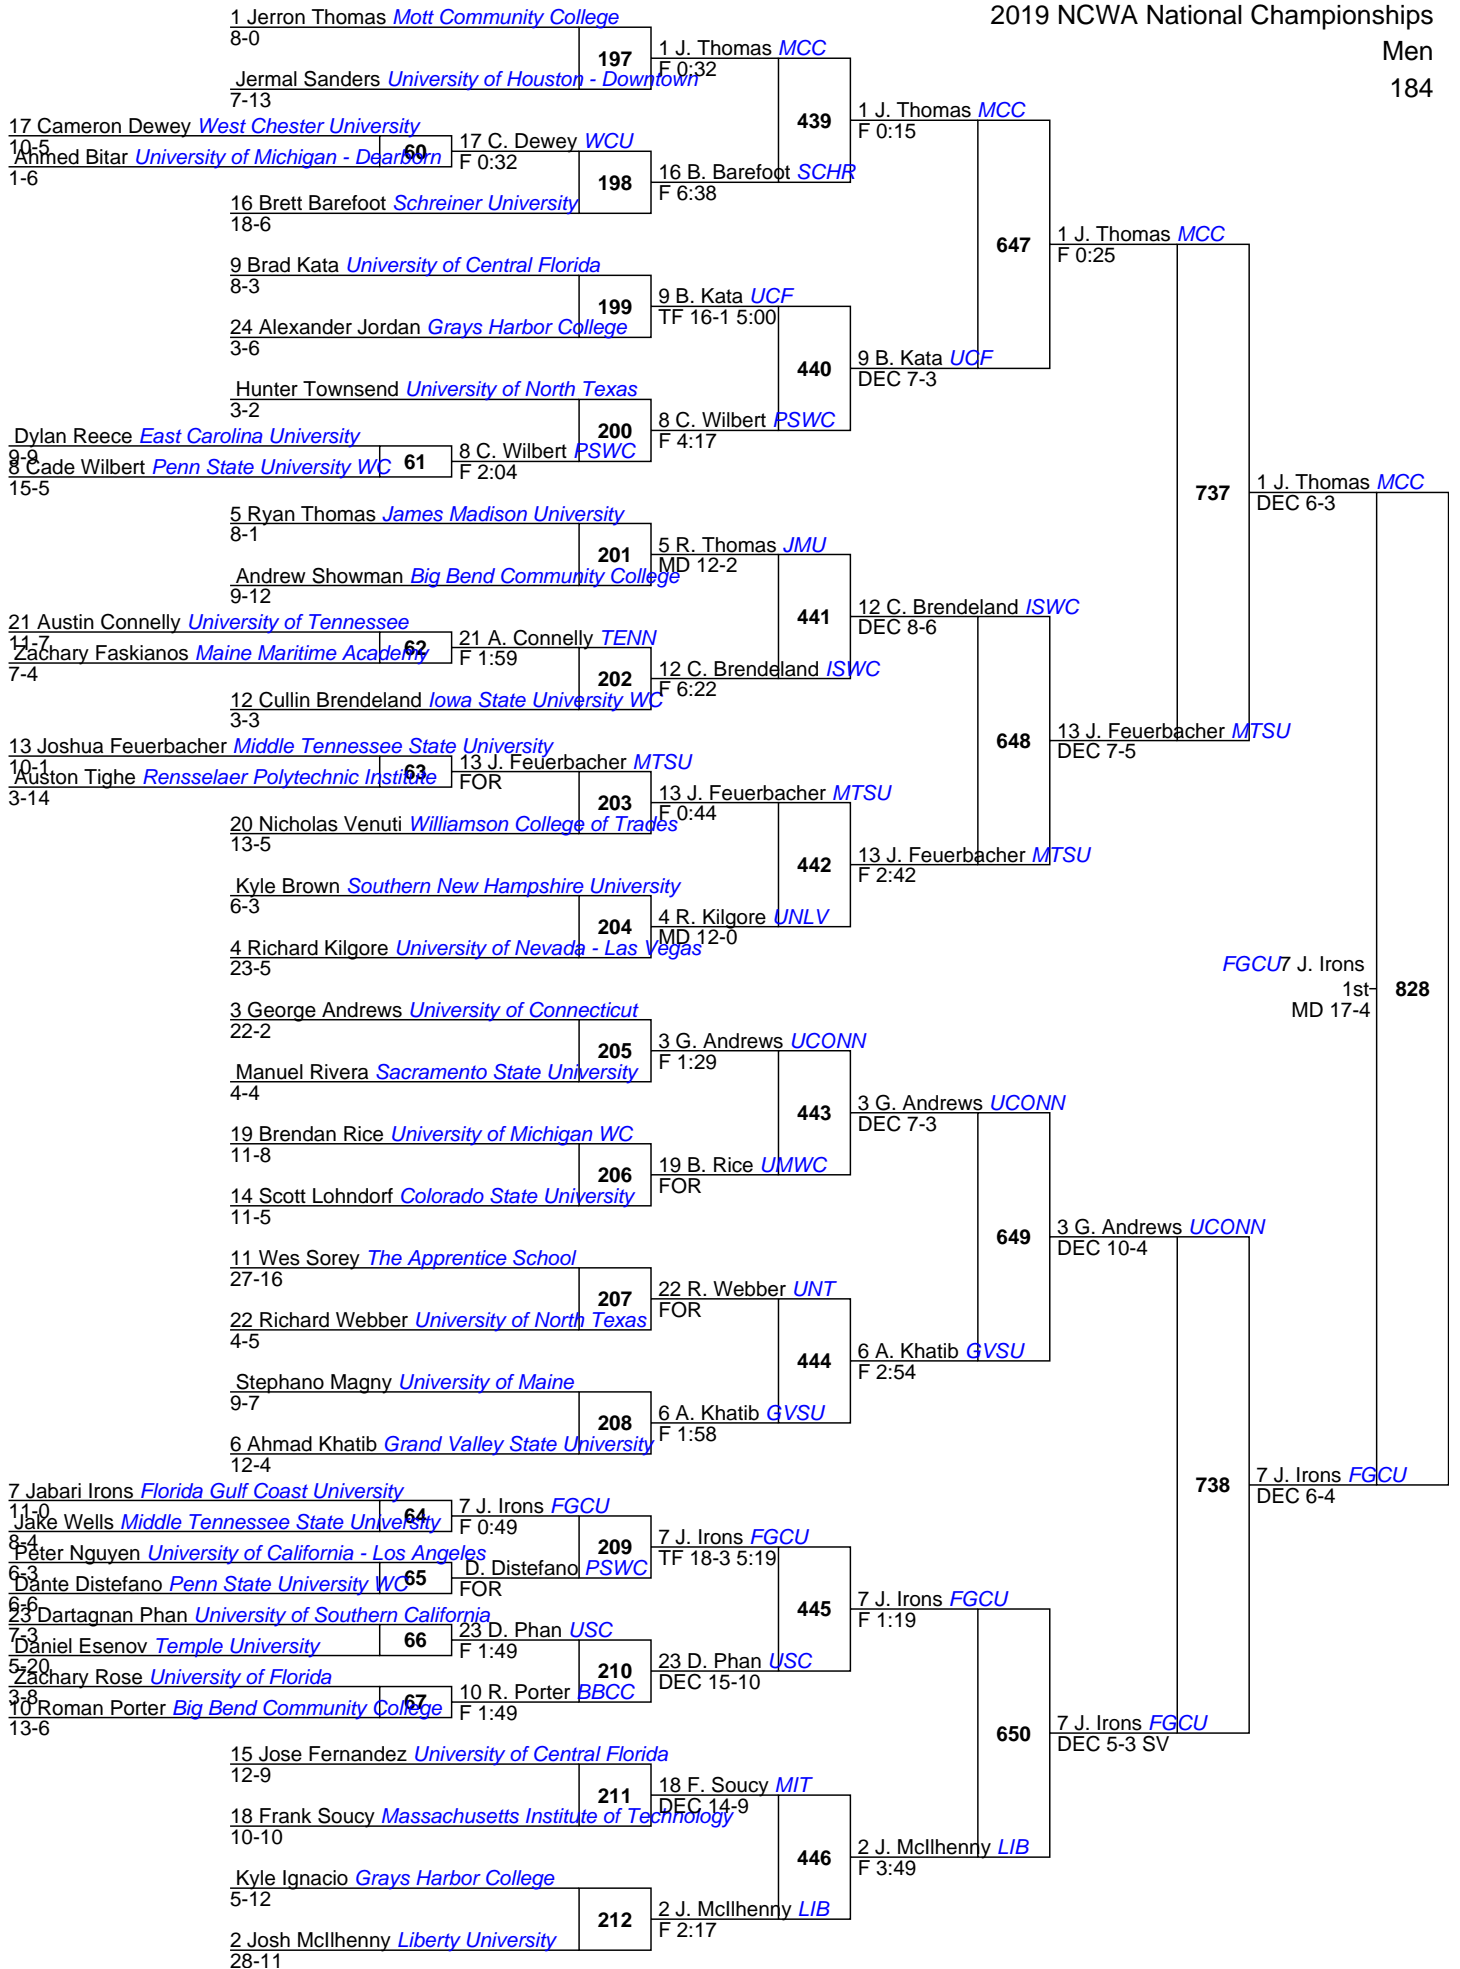 2019 NCWA National Championships
Men
184
1 Jerron Thomas Mott Community College
8-0
197
1 J. Thomas MCC
F 0:32
Jermal Sanders University of Houston - Downtown
7-13
439
1 J. Thomas MCC
F 0:15
17 Cameron Dewey West Chester University
10-5
60
17 C. Dewey WCU
F 0:32
Ahmed Bitar University of Michigan - Dearborn
1-6
198
16 B. Barefoot SCHR
F 6:38
16 Brett Barefoot Schreiner University
18-6
647
1 J. Thomas MCC
F 0:25
9 Brad Kata University of Central Florida
8-3
199
9 B. Kata UCF
TF 16-1 5:00
24 Alexander Jordan Grays Harbor College
3-6
440
9 B. Kata UCF
DEC 7-3
Hunter Townsend University of North Texas
3-2
200
8 C. Wilbert PSWC
F 4:17
Dylan Reece East Carolina University
9-9
61
8 C. Wilbert PSWC
F 2:04
8 Cade Wilbert Penn State University WC
15-5
737
1 J. Thomas MCC
DEC 6-3
5 Ryan Thomas James Madison University
8-1
201
5 R. Thomas JMU
MD 12-2
Andrew Showman Big Bend Community College
9-12
441
12 C. Brendeland ISWC
DEC 8-6
21 Austin Connelly University of Tennessee
11-7
62
21 A. Connelly TENN
F 1:59
Zachary Faskianos Maine Maritime Academy
7-4
202
12 C. Brendeland ISWC
F 6:22
12 Cullin Brendeland Iowa State University WC
3-3
648
13 J. Feuerbacher MTSU
DEC 7-5
13 Joshua Feuerbacher Middle Tennessee State University
10-1
63
13 J. Feuerbacher MTSU
FOR
Auston Tighe Rensselaer Polytechnic Institute
3-14
203
13 J. Feuerbacher MTSU
F 0:44
20 Nicholas Venuti Williamson College of Trades
13-5
442
13 J. Feuerbacher MTSU
F 2:42
Kyle Brown Southern New Hampshire University
6-3
204
4 R. Kilgore UNLV
MD 12-0
4 Richard Kilgore University of Nevada - Las Vegas
23-5
FGCU 7 J. Irons
1st
828
MD 17-4
3 George Andrews University of Connecticut
22-2
205
3 G. Andrews UCONN
F 1:29
Manuel Rivera Sacramento State University
4-4
443
3 G. Andrews UCONN
DEC 7-3
19 Brendan Rice University of Michigan WC
11-8
206
19 B. Rice UMWC
FOR
14 Scott Lohndorf Colorado State University
11-5
649
3 G. Andrews UCONN
DEC 10-4
11 Wes Sorey The Apprentice School
27-16
207
22 R. Webber UNT
FOR
22 Richard Webber University of North Texas
4-5
444
6 A. Khatib GVSU
F 2:54
Stephano Magny University of Maine
9-7
208
6 A. Khatib GVSU
F 1:58
6 Ahmad Khatib Grand Valley State University
12-4
738
7 J. Irons FGCU
DEC 6-4
7 Jabari Irons Florida Gulf Coast University
11-0
64
7 J. Irons FGCU
F 0:49
Jake Wells Middle Tennessee State University
8-4
209
7 J. Irons FGCU
TF 18-3 5:19
Peter Nguyen University of California - Los Angeles
6-3
65
D. Distefano PSWC
FOR
Dante Distefano Penn State University WC
6-6
445
7 J. Irons FGCU
F 1:19
23 Dartagnan Phan University of Southern California
7-3
66
23 D. Phan USC
F 1:49
Daniel Esenov Temple University
5-20
210
23 D. Phan USC
DEC 15-10
Zachary Rose University of Florida
3-8
67
10 R. Porter BBCC
F 1:49
10 Roman Porter Big Bend Community College
13-6
650
7 J. Irons FGCU
DEC 5-3 SV
15 Jose Fernandez University of Central Florida
12-9
211
18 F. Soucy MIT
DEC 14-9
18 Frank Soucy Massachusetts Institute of Technology
10-10
446
2 J. McIlhenny LIB
F 3:49
Kyle Ignacio Grays Harbor College
5-12
212
2 J. McIlhenny LIB
F 2:17
2 Josh McIlhenny Liberty University
28-11